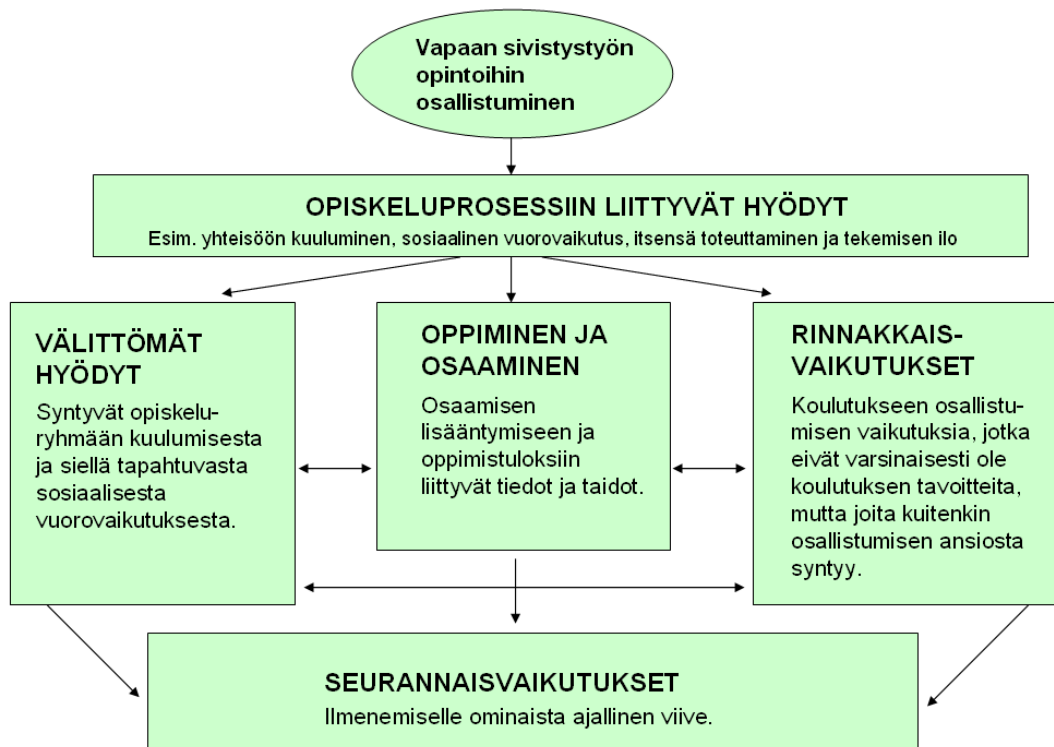 Vapaan sivistystyön
opintoihin
osallistuminen
OPISKELUPROSESSIIN LIITTYVÄT HYÖDYT
Esim. yhteisöön kuuluminen, sosiaalinen vuorovaikutus, itsensä toteuttaminen ja tekemisen ilo
VÄLITTÖMÄT
HYÖDYT
Syntyvät opiskelu-
ryhmään kuulumisesta
ja siellä tapahtuvasta
sosiaalisesta
vuorovaikutuksesta.
OPPIMINEN JA
OSAAMINEN
Osaamisen
lisääntymiseen ja
oppimistuloksiin
liittyvät tiedot ja taidot.
RINNAKKAIS-
VAIKUTUKSET
Koulutukseen osallistu-
misen vaikutuksia, jotka
eivät varsinaisesti ole
koulutuksen tavoitteita,
mutta joita kuitenkin
osallistumisen ansiosta
syntyy.
SEURANNAISVAIKUTUKSET
Ilmenemiselle ominaista ajallinen viive.